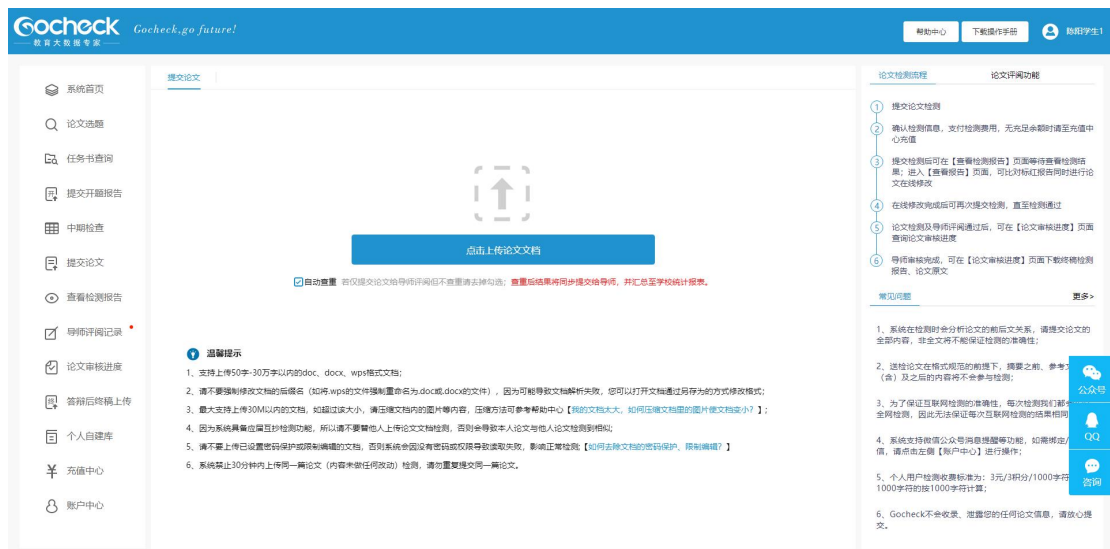 Gocheck
教育大数据专家
Gocheck,go future!
帮助中心
下载操作手册
陈阳学生1
系统首页
论文选题
任务书查询
提交开题报告
中期检查
提交论文
查看检测报告
导师评阅记录
论文审核进度
答辩后终稿上传
个人自建库
充值中心
账户中心
提交论文
点击上传论文文档
自动查重 若仅提交论文给导师评阅但不查重请去掉勾选；查重后结果将同步提交给导师，并汇总至学校统计报表。
温馨提示
1、支持上传50字-30万字以内的doc、docx、wps格式文档；
2、请不要强制修改文档的后缀名（如将.wps的文件强制重命名为.doc或.docx的文件），因为可能导致文档解析失败，您可以打开文档通过另存为的方式修改格式；
3、最大支持上传30M以内的文档，如超过该大小，请压缩文档内的图片等内容，压缩方法可参考帮助中心【我的文档太大，如何压缩文档里的图片使文档变小？】；
4、因为系统具备应届互抄检测功能，所以请不要替他人上传论文文档检测，否则会导致本人论文与他人论文检测到相似；
5、请不要上传已设置密码保护或限制编辑的文档，否则系统会因没有密码或权限导致读取失败，影响正常检测;【如何去除文档的密码保护、限制编辑？】
6、系统禁止30分钟内上传同一篇论文（内容未做任何改动）检测，请勿重复提交同一篇论文。
论文检测流程
论文评阅功能
1 提交论文检测
2 确认检测信息，支付检测费用，无充足余额时请至充值中
心充值
3 提交检测后可在【查看检测报告】页面等待查看检测结
果；进入【查看报告】页面，可比对标红报告同时进行论
文在线修改
4 在线修改完成后可再次提交检测，直至检测通过
5 论文检测及导师评阅通过后，可在【论文审核进度】页面
查询论文审核进度
6 导师审核完成，可在【论文审核进度】页面下载终稿检测
报告、论文原文
常见问题
更多>
1、系统在检测时会分析论文的前后文关系，请提交论文的
全部内容，非全文将不能保证检测的准确性；
2、送检论文在格式规范的前提下，摘要之前、参考文
（含）及之后的内容将不会参与检测；
3、为了保证互联网检测的准确性，每次检测我们都会
全网检测，因此无法保证每次互联网检测的结果相同
4、系统支持微信公众号消息提醒等功能，如需绑定/
信，请点击左侧【账户中心】进行操作；
5、个人用户检测收费标准为：3元/3积分/1000字符
1000字符的按1000字符计算；
6、Gocheck不会收录、泄露您的任何论文信息，请放心提
交。
公众号
QQ
咨询